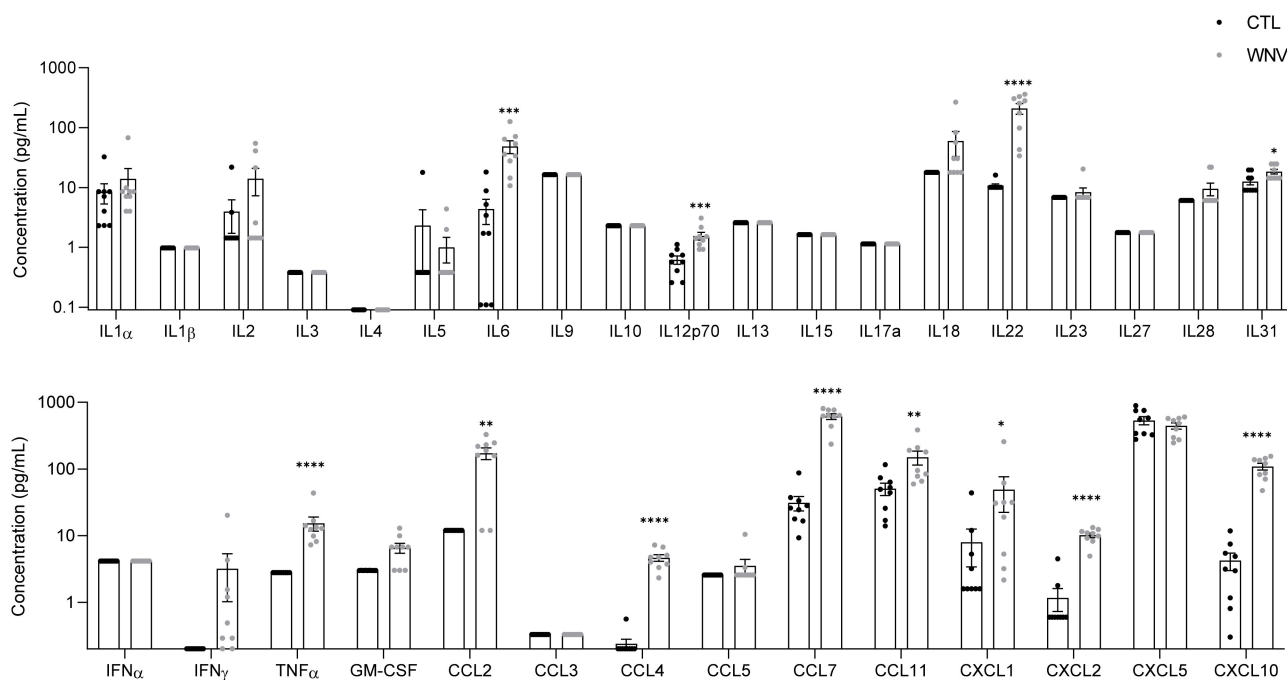 CTL
WNV
Concentration (pg/mL)
1000
100
10
1
0.1
*** *** **** *
IL1α IL1β IL2 IL3 IL4 IL5 IL6 IL9 IL10 IL12p70 IL13 IL15 IL17a IL18 IL22 IL23 IL27 IL28 IL31
Concentration (pg/mL)
1000
100
10
1
**** ** **** **** ** * **** ****
IFNα IFNγ TNFα GM-CSF CCL2 CCL3 CCL4 CCL5 CCL7 CCL11 CXCL1 CXCL2 CXCL5 CXCL10